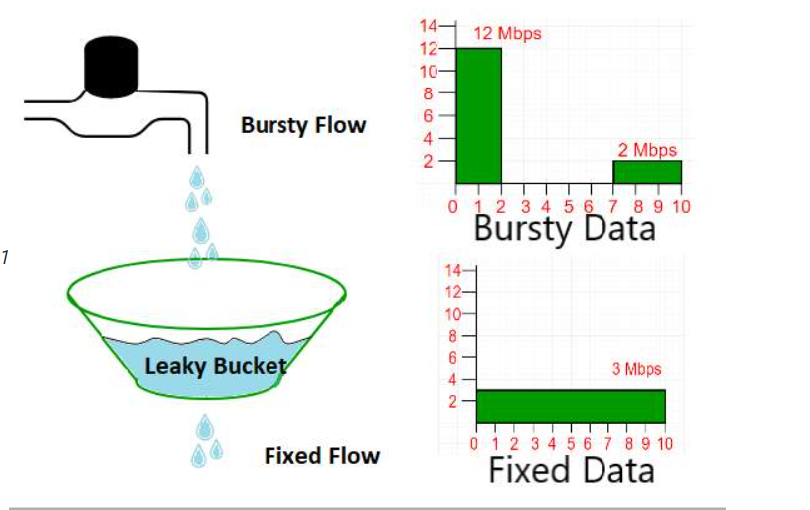 14
12 Mbps
12
10
8
6
4
2 Mbps
2
0 1 2 3 4 5 6 7 8 9 10
Bursty Data
Bursty Flow
1
Leaky Bucket
Fixed Flow
14
12
10
8
6
3 Mbps
4
2
0 1 2 3 4 5 6 7 8 9 10
Fixed Data